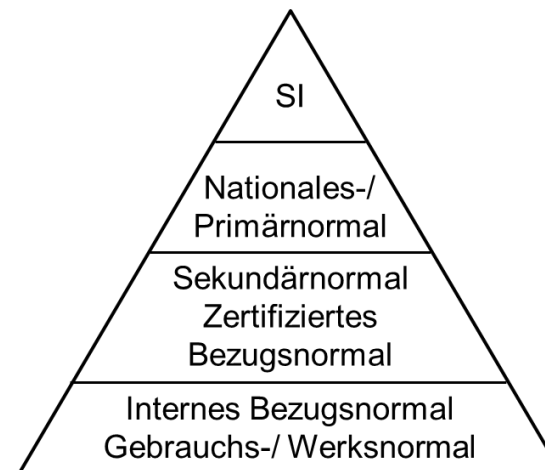 SI
Nationales-/
Primärnormal
Sekundärnormal
Zertifiziertes
Bezugsnormal
Internes Bezugsnormal
Gebrauchs-/ Werksnormal